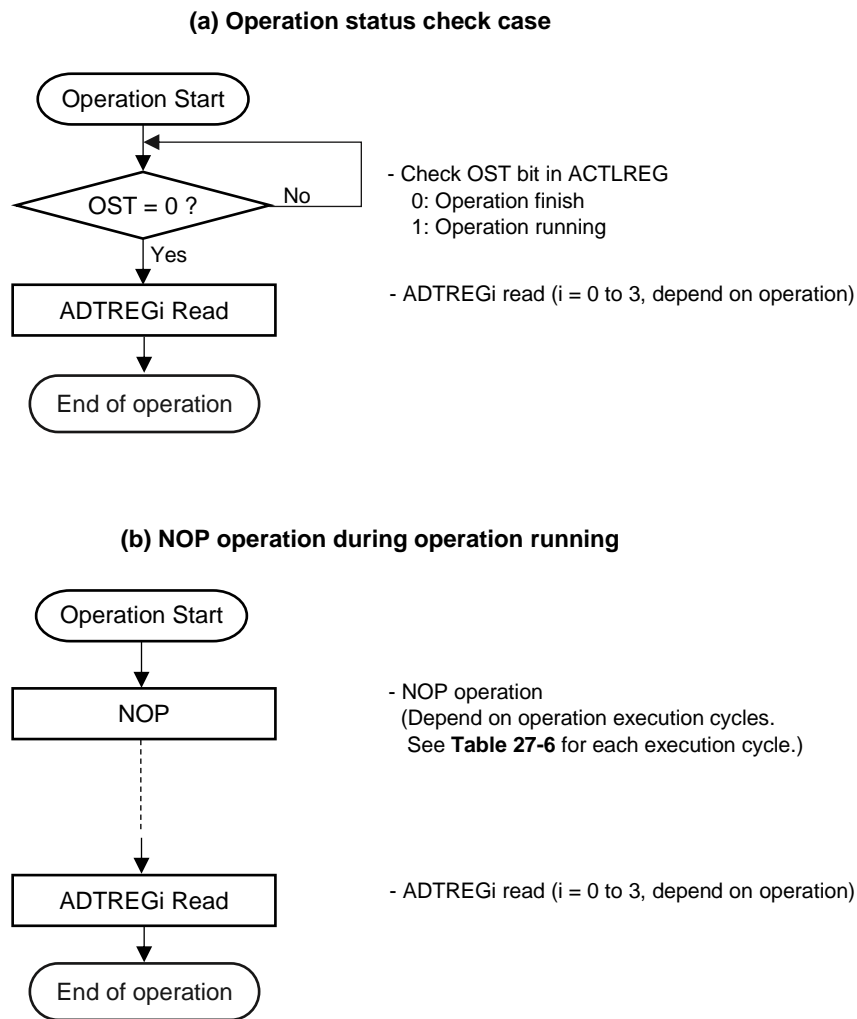 (a) Operation status check case
Operation Start
OST = 0 ?
No
Yes
- Check OST bit in ACTLREG
0: Operation finish
1: Operation running
ADTREGi Read
- ADTREGi read (i = 0 to 3, depend on operation)
End of operation
(b) NOP operation during operation running
Operation Start
NOP
- NOP operation
(Depend on operation execution cycles.
See Table 27-6 for each execution cycle.)
ADTREGi Read
- ADTREGi read (i = 0 to 3, depend on operation)
End of operation